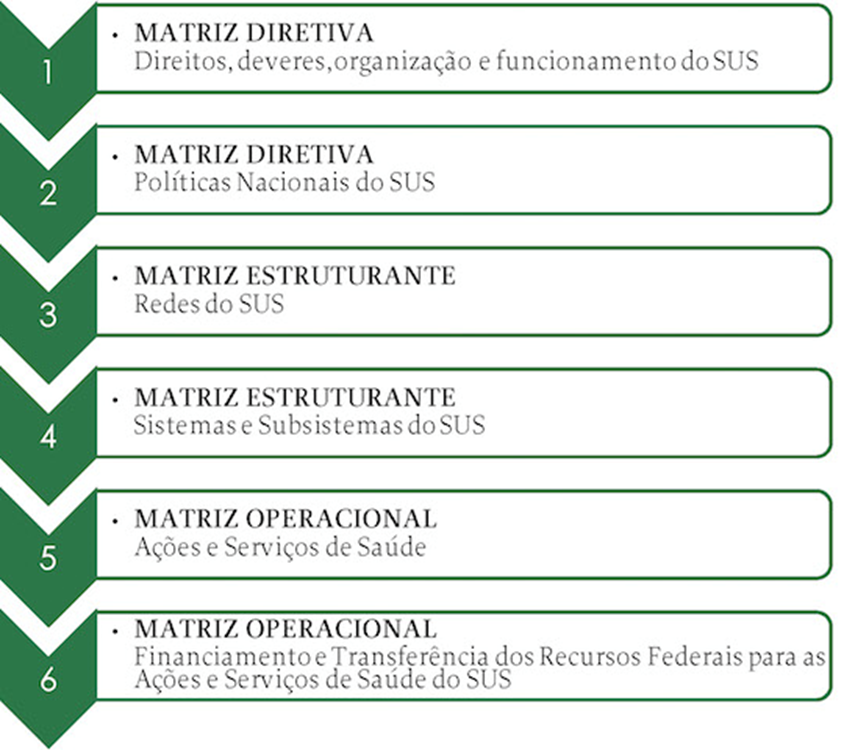 1
• MATRIZ DIRETIVA
Direitos, deveres, organização e funcionamento do SUS
2
• MATRIZ DIRETIVA
Políticas Nacionais do SUS
3
• MATRIZ ESTRUTURANTE
Redes do SUS
4
• MATRIZ ESTRUTURANTE
Sistemas e Subsistemas do SUS
5
• MATRIZ OPERACIONAL
Ações e Serviços de Saúde
6
• MATRIZ OPERACIONAL
Financiamento e Transferência dos Recursos Federais para as
Ações e Serviços de Saúde do SUS